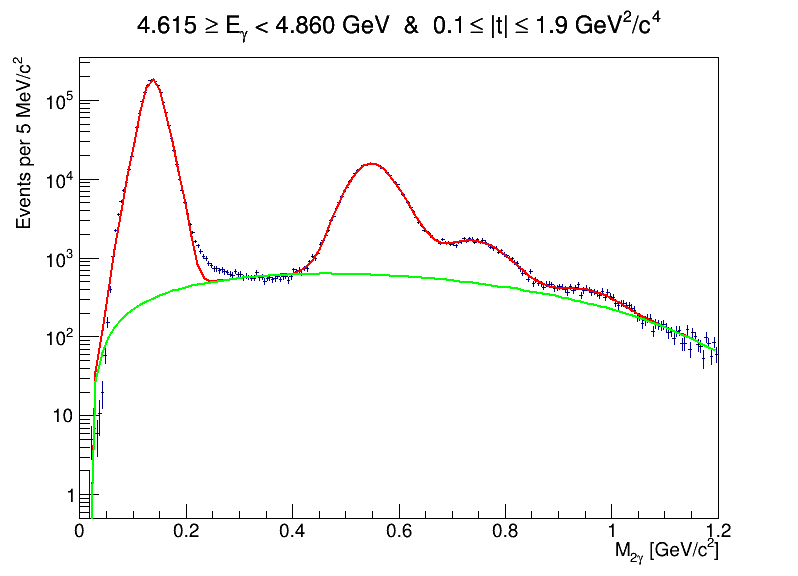 4.615 ≥ E_γ < 4.860 GeV & 0.1 ≤ |t| ≤ 1.9 GeV²/c⁴
Events per 5 MeV/c²
10⁵
10⁴
10³
10²
10
1
0 0.2 0.4 0.6 0.8 1 1.2
M_2γ [GeV/c²]